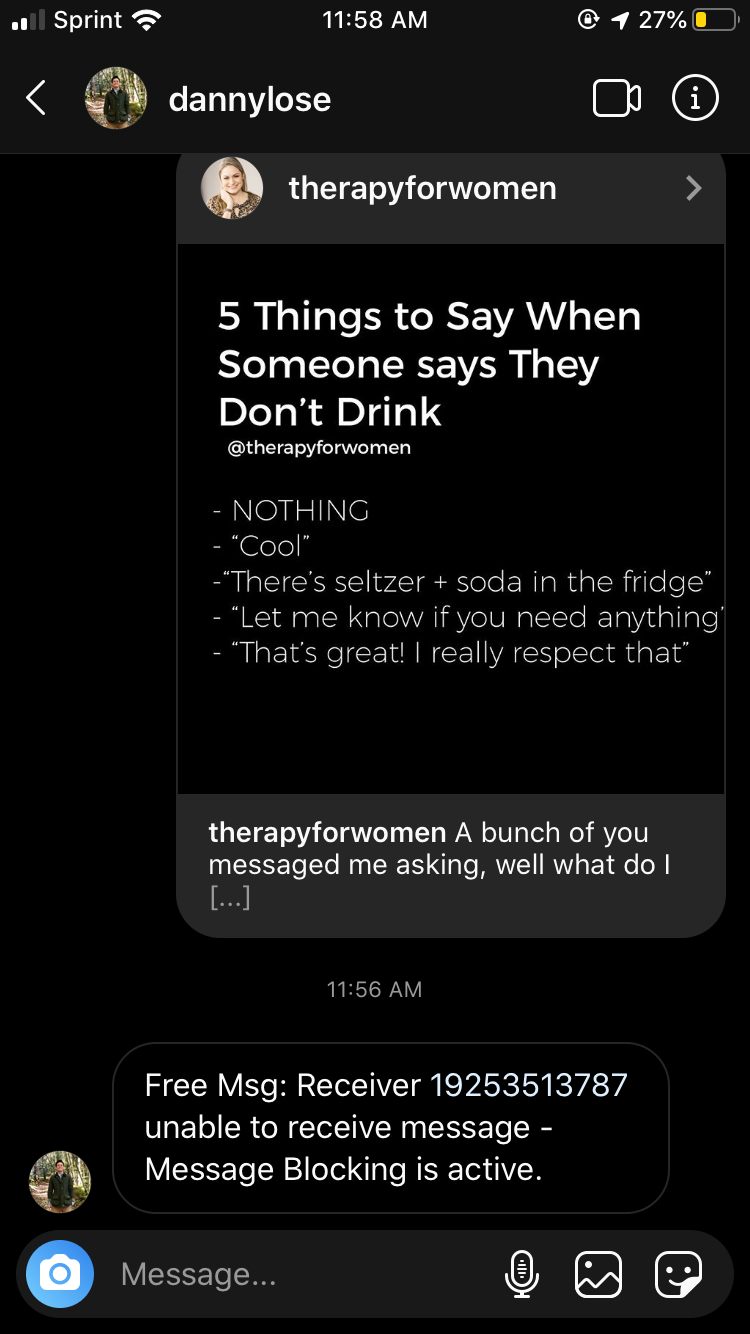 Sprint 11:58 AM 27%
dannylose
therapyforwomen
5 Things to Say When
Someone says They
Don’t Drink
@therapyforwomen
- NOTHING
- “Cool”
-“There’s seltzer + soda in the fridge”
- “Let me know if you need anything’
- “That’s great! I really respect that”
therapyforwomen A bunch of you
messaged me asking, well what do I
[...]
11:56 AM
Free Msg: Receiver 19253513787
unable to receive message -
Message Blocking is active.
Message...